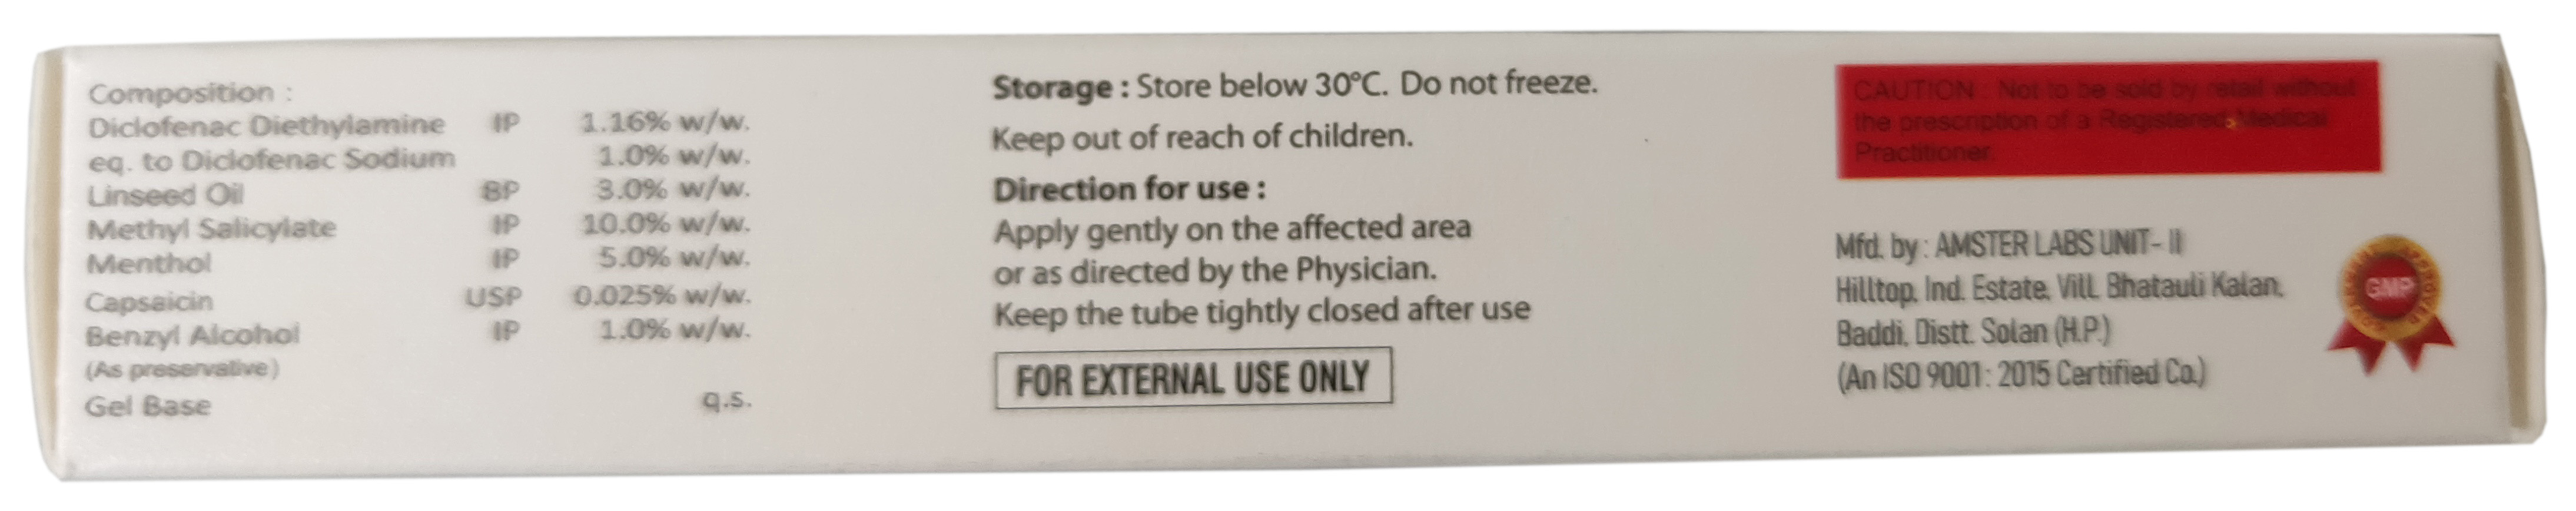 Composition :
Diclofenac Diethylamine IP 1.16% w/w.
eq. to Diclofenac Sodium 1.0% w/w.
Linseed Oil BP 3.0% w/w.
Methyl Salicylate IP 10.0% w/w.
Menthol IP 5.0% w/w.
Capsaicin USP 0.025% w/w.
Benzyl Alcohol IP 1.0% w/w.
(As preservative)
Gel Base q.s.
Storage : Store below 30°C. Do not freeze.
Keep out of reach of children.
Direction for use :
Apply gently on the affected area
or as directed by the Physician.
Keep the tube tightly closed after use
FOR EXTERNAL USE ONLY
CAUTION : Not to be sold by retail without
the prescription of a Registered Medical
Practitioner.
Mfd. by : AMSTER LABS UNIT- II
Hilltop, Ind. Estate, Vill. Bhatauli Kalan,
Baddi, Distt. Solan (H.P.)
(An ISO 9001 : 2015 Certified Co.)
GMP